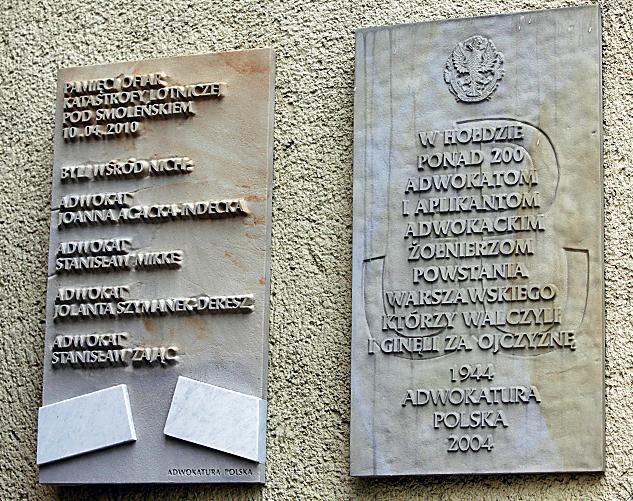 PAMIĘCI OFIAR
KATASTROFY LOTNICZEJ
POD SMOLEŃSKIEM
10.04.2010
BYLI WŚRÓD NICH:
ADWOKAT
JOANNA AGACKA-INDECKA
ADWOKAT
STANISŁAW MIKKE
ADWOKAT
JOLANTA SZYMANEK-DERESZ
ADWOKAT
STANISŁAW ZAJĄC
ADWOKATURA POLSKA
W HOŁDZIE
PONAD 200
ADWOKATOM
I APLIKANTOM
ADWOKACKIM
ŻOŁNIERZOM
POWSTANIA
WARSZAWSKIEGO
KTÓRZY WALCZYLI
I GINĘLI ZA OJCZYZNĘ
1944
ADWOKATURA
POLSKA
2004